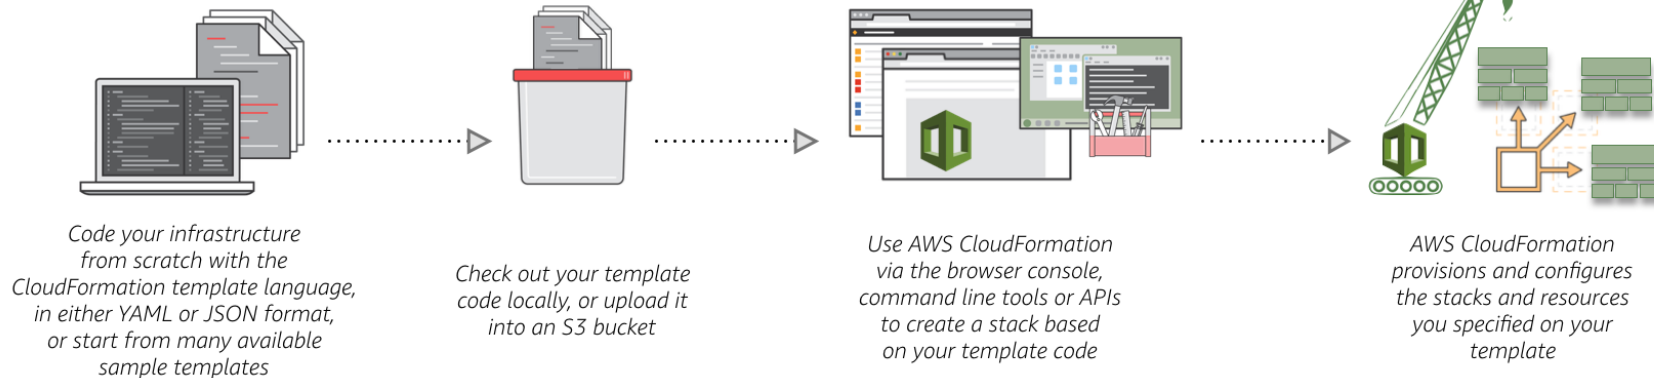 Code your infrastructure
from scratch with the
CloudFormation template language,
in either YAML or JSON format,
or start from many available
sample templates
Check out your template
code locally, or upload it
into an S3 bucket
Use AWS CloudFormation
via the browser console,
command line tools or APIs
to create a stack based
on your template code
AWS CloudFormation
provisions and configures
the stacks and resources
you specified on your
template